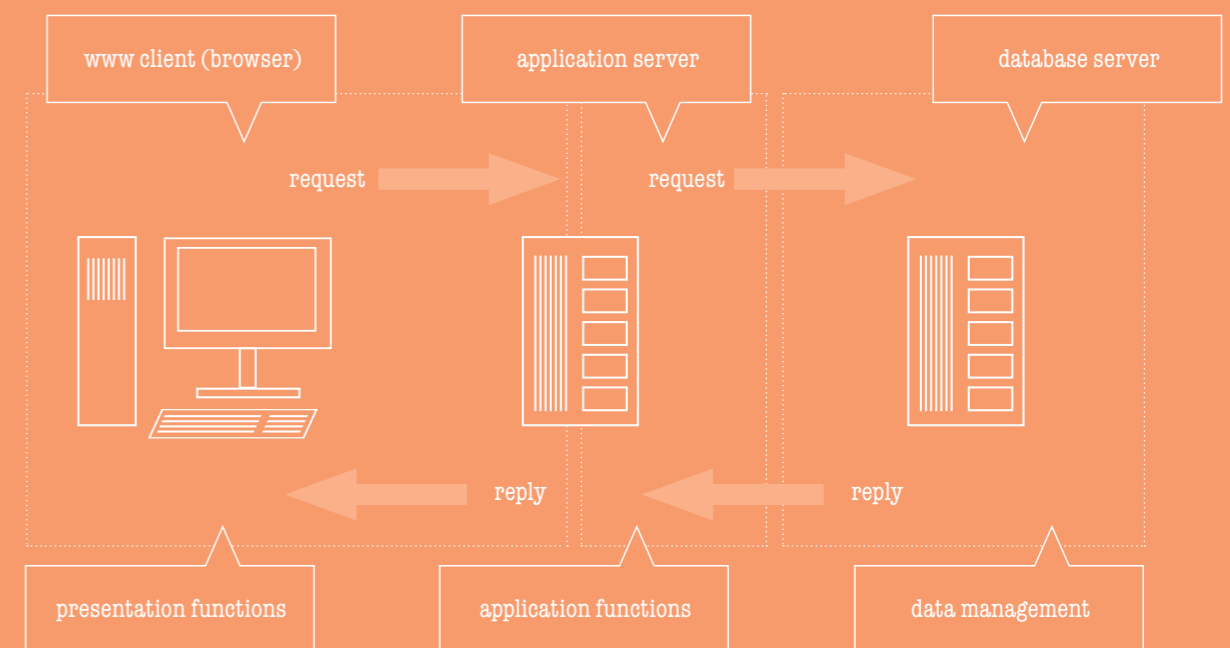 www client (browser)
application server
database server
request
request
reply
reply
presentation functions
application functions
data management